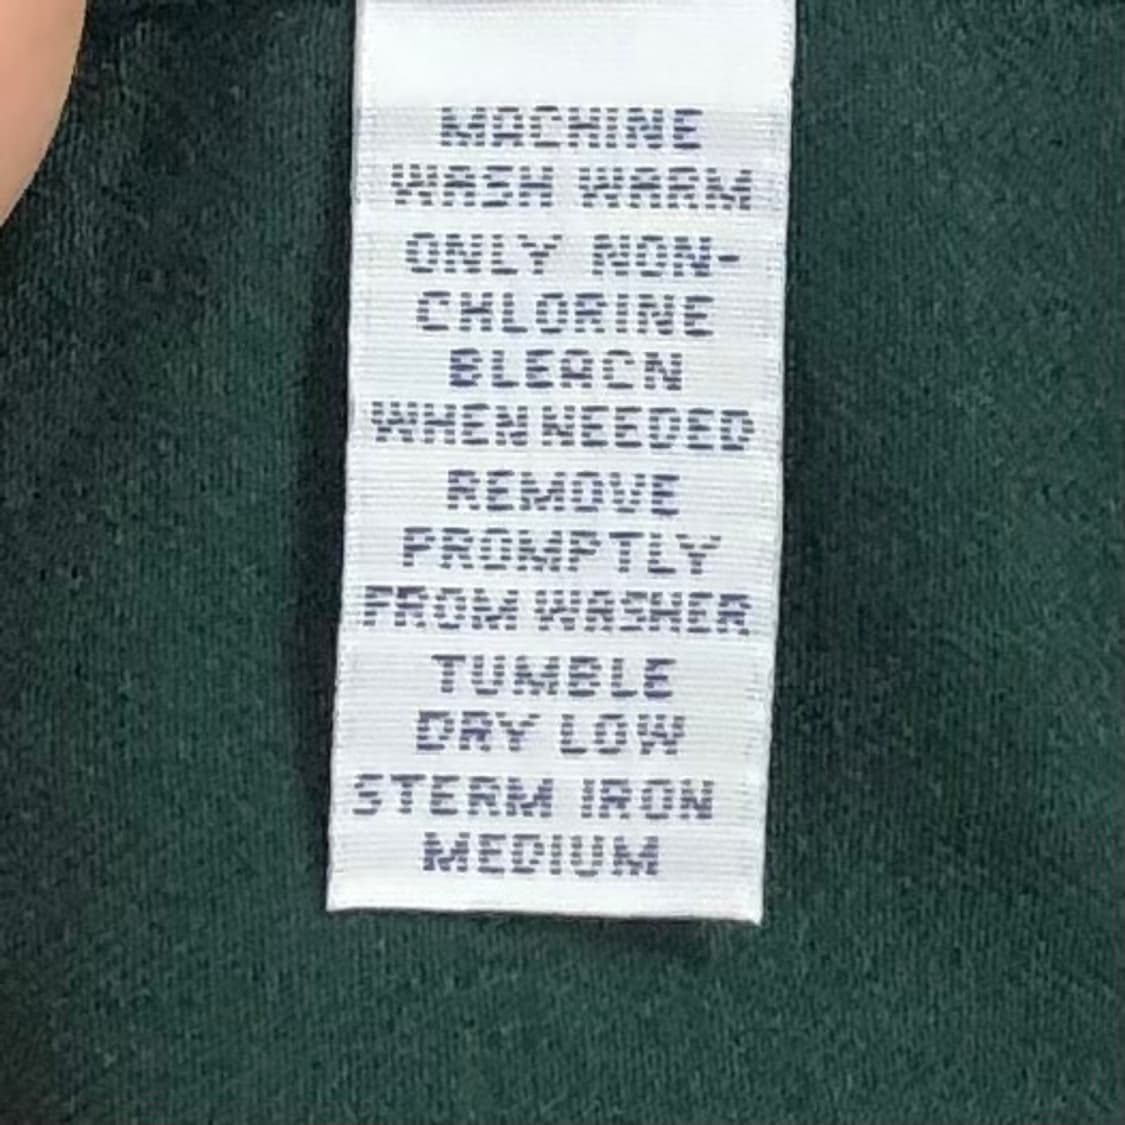 MACHINE
WASH WARM
ONLY NON-
CHLORINE
BLEACN
WHEN NEEDED
REMOVE
PROMPTLY
FROM WASHER
TUMBLE
DRY LOW
STERM IRON
MEDIUM